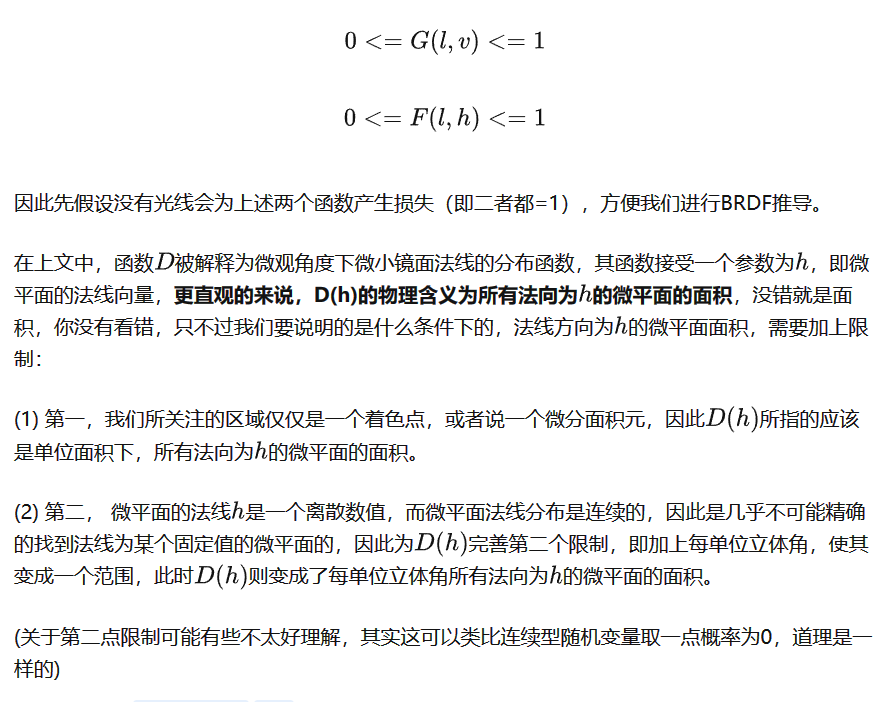 0 <= G(l, v) <= 1
0 <= F(l, h) <= 1
因此先假设没有光线会为上述两个函数产生损失（即二者都=1），方便我们进行BRDF推导。
在上文中，函数D被解释为微观角度下微小镜面法线的分布函数，其函数接受一个参数为h，即微
平面的法线向量，更直观的来说，D(h)的物理含义为所有法向为h的微平面的面积，没错就是面
积，你没有看错，只不过我们要说明的是什么条件下的，法线方向为h的微平面面积，需要加上限
制：
(1) 第一，我们所关注的区域仅仅是一个着色点，或者说一个微分面积元，因此D(h)所指的应该
是单位面积下，所有法向为h的微平面的面积。
(2) 第二， 微平面的法线h是一个离散数值，而微平面法线分布是连续的，因此是几乎不可能精确
的找到法线为某个固定值的微平面的，因此为D(h)完善第二个限制，即加上每单位立体角，使其
变成一个范围，此时D(h)则变成了每单位立体角所有法向为h的微平面的面积。
(关于第二点限制可能有些不太好理解，其实这可以类比连续型随机变量取一点概率为0，道理是一
样的)